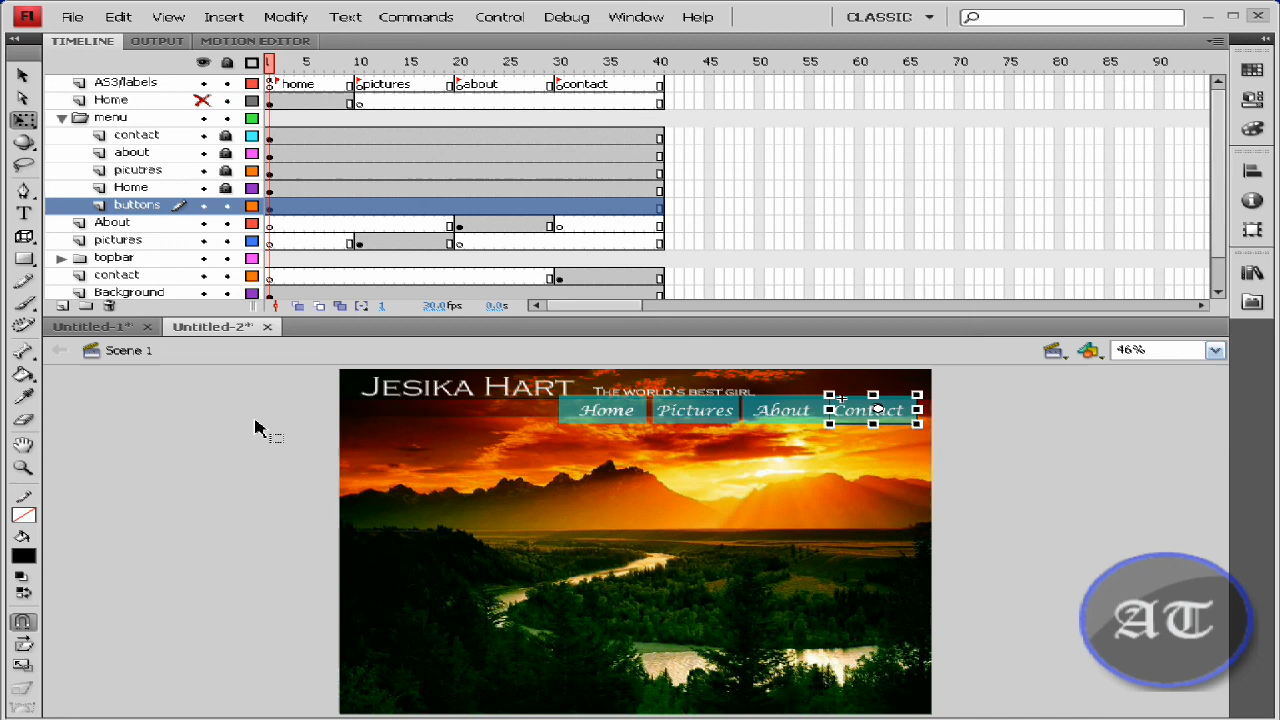 Fl File Edit View Insert Modify Text Commands Control Debug Window Help CLASSIC
TIMELINE OUTPUT MOTION EDITOR
5 10 15 20 25 30 35 40 45 50 55 60 65 70 75 80 85 90
AS3/labels home pictures about contact
Home
menu
contact
about
picutres
Home
buttons
About
pictures
topbar
contact
Background
1 30.0fps 0.0s
Untitled-1* Untitled-2*
Scene 1 46%
JESIKA HART THE WORLD'S BEST GIRL
Home Pictures About Contact
AT